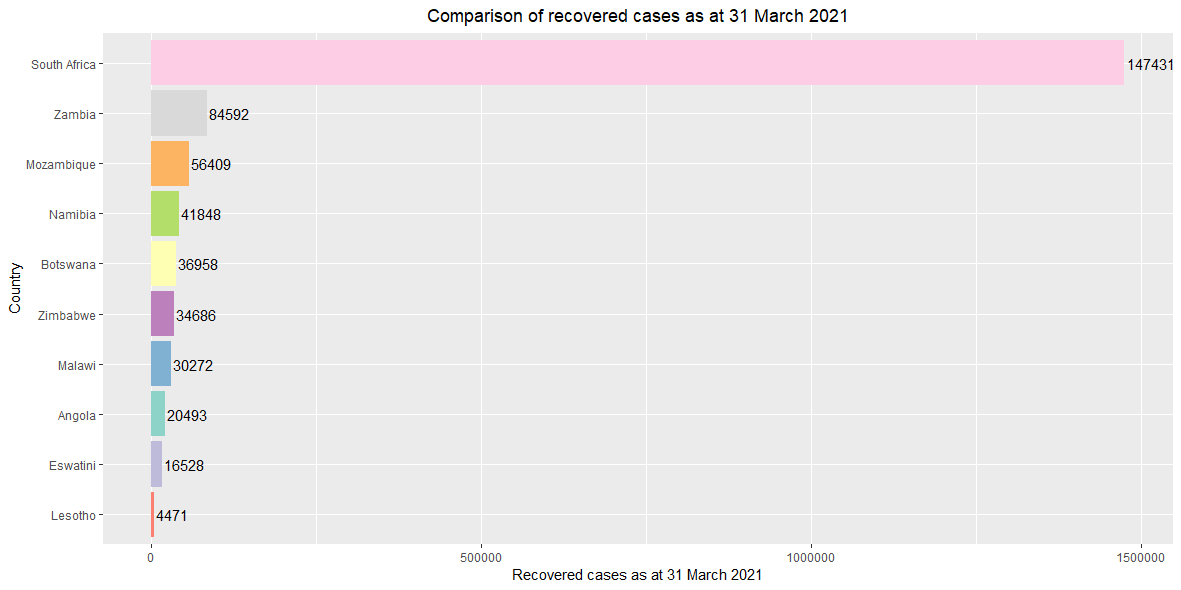 Comparison of recovered cases as at 31 March 2021
South Africa 147431
Zambia 84592
Mozambique 56409
Namibia 41848
Botswana 36958
Zimbabwe 34686
Malawi 30272
Angola 20493
Eswatini 16528
Lesotho 4471
Country
0 500000 1000000 1500000
Recovered cases as at 31 March 2021